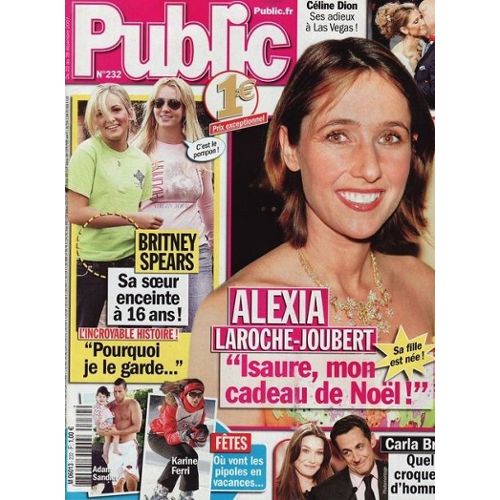 Public
Public.fr
N°232
Céline Dion
Ses adieux
à Las Vegas !
1€
Prix exceptionnel
C'est le
pompon !
BRITNEY
SPEARS
Sa sœur
enceinte
à 16 ans !
L'INCROYABLE HISTOIRE !
"Pourquoi
je le garde..."
ALEXIA
LAROCHE-JOUBERT
"Isaure, mon
cadeau de Noël !"
Sa fille
est née !
Adam
Sandler
Karine
Ferri
FÊTES
Où vont les
pipoles en
vacances...
Carla Br
Quel
croque
d'homm